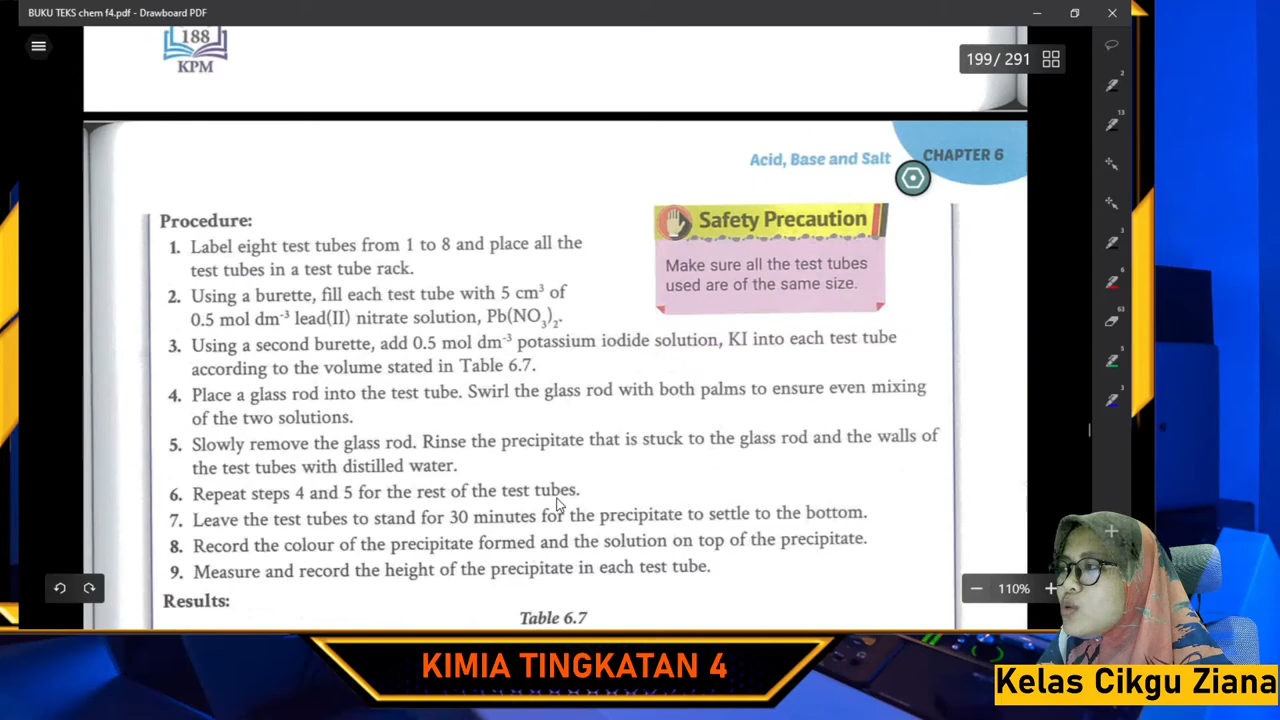 BUKU TEKS chem f4.pdf - Drawboard PDF
188
KPM
199 / 291
Acid, Base and Salt
CHAPTER 6
Procedure:
1. Label eight test tubes from 1 to 8 and place all the
test tubes in a test tube rack.
2. Using a burette, fill each test tube with 5 cm³ of
0.5 mol dm⁻³ lead(II) nitrate solution, Pb(NO₃)₂.
Safety Precaution
Make sure all the test tubes
used are of the same size.
3. Using a second burette, add 0.5 mol dm⁻³ potassium iodide solution, KI into each test tube
according to the volume stated in Table 6.7.
4. Place a glass rod into the test tube. Swirl the glass rod with both palms to ensure even mixing
of the two solutions.
5. Slowly remove the glass rod. Rinse the precipitate that is stuck to the glass rod and the walls of
the test tubes with distilled water.
6. Repeat steps 4 and 5 for the rest of the test tubes.
7. Leave the test tubes to stand for 30 minutes for the precipitate to settle to the bottom.
8. Record the colour of the precipitate formed and the solution on top of the precipitate.
9. Measure and record the height of the precipitate in each test tube.
Results:
Table 6.7
2
13
3
6
63
5
3
110%
KIMIA TINGKATAN 4
Kelas Cikgu Ziana